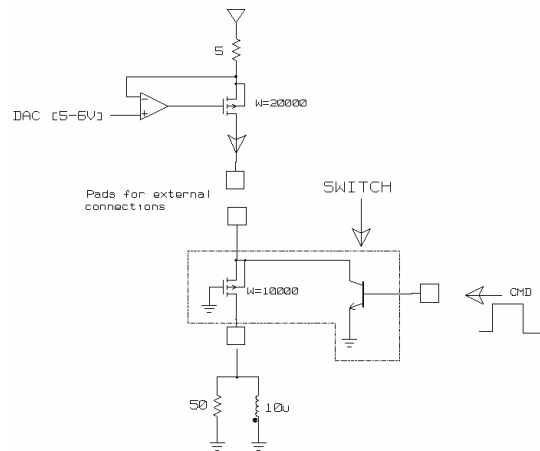 5
W=20000
DAC [5-6V]
Pads for external
connections
SWITCH
W=10000
CMD
50
10u